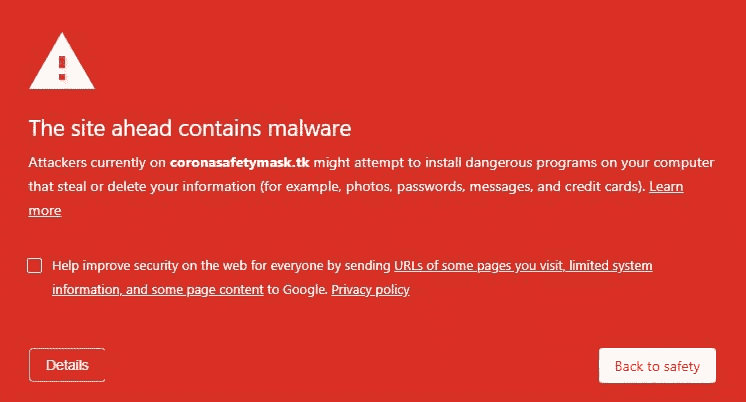 The site ahead contains malware
Attackers currently on coronasafetymask.tk might attempt to install dangerous programs on your computer
that steal or delete your information (for example, photos, passwords, messages, and credit cards). Learn
more
Help improve security on the web for everyone by sending URLs of some pages you visit, limited system
information, and some page content to Google. Privacy policy
Details
Back to safety